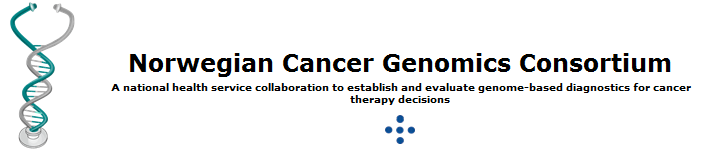 Norwegian Cancer Genomics Consortium
A national health service collaboration to establish and evaluate genome-based diagnostics for cancer
therapy decisions